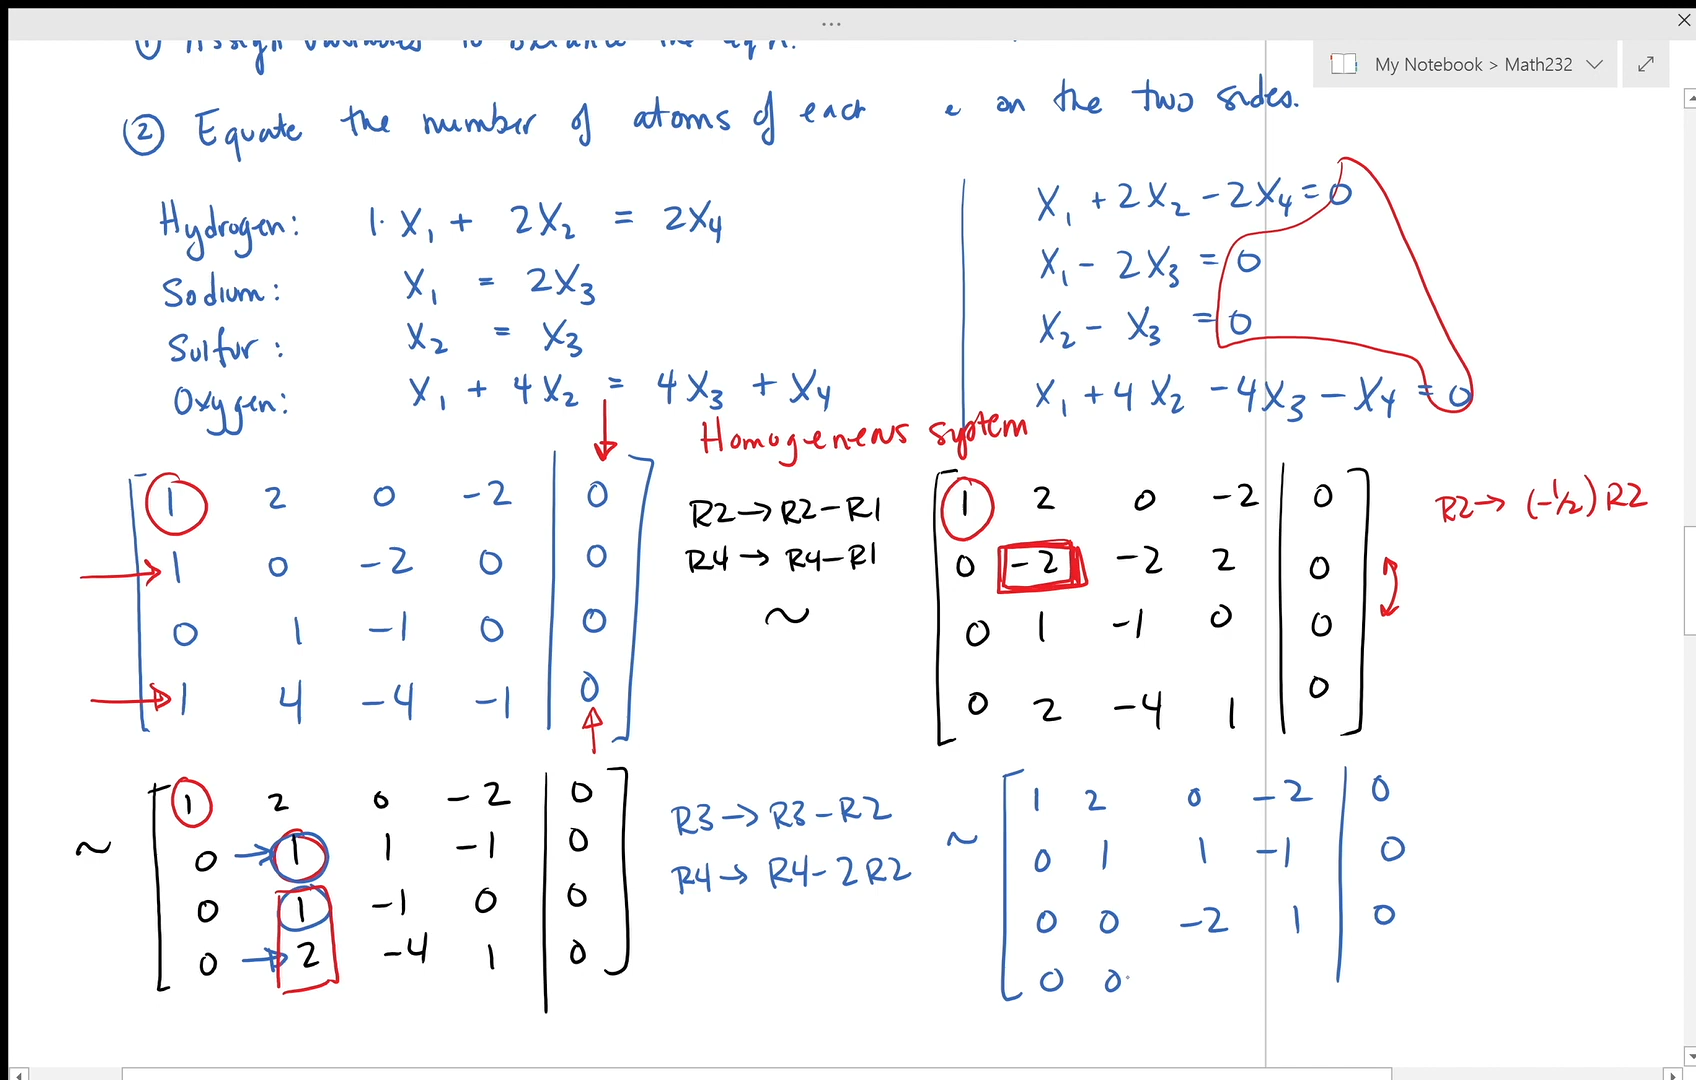 My Notebook > Math232
① Assign variables to balance the eqn.
② Equate the number of atoms of each e on the two sides.
Hydrogen: 1·X₁ + 2X₂ = 2X₄
Sodium: X₁ = 2X₃
Sulfur: X₂ = X₃
Oxygen: X₁ + 4X₂ = 4X₃ + X₄
X₁ + 2X₂ - 2X₄ = 0
X₁ - 2X₃ = 0
X₂ - X₃ = 0
X₁ + 4X₂ - 4X₃ - X₄ = 0
Homogeneous system
1 2 0 -2 | 0
1 0 -2 0 | 0
0 1 -1 0 | 0
1 4 -4 -1 | 0
R2 → R2-R1
R4 → R4-R1
~
1 2 0 -2 | 0
0 -2 -2 2 | 0
0 1 -1 0 | 0
0 2 -4 1 | 0
R2 → (-1/2) R2
~
1 2 0 -2 | 0
0 1 1 -1 | 0
0 1 -1 0 | 0
0 2 -4 1 | 0
R3 → R3-R2
R4 → R4-2R2
~
1 2 0 -2 | 0
0 1 1 -1 | 0
0 0 -2 1 | 0
0 0